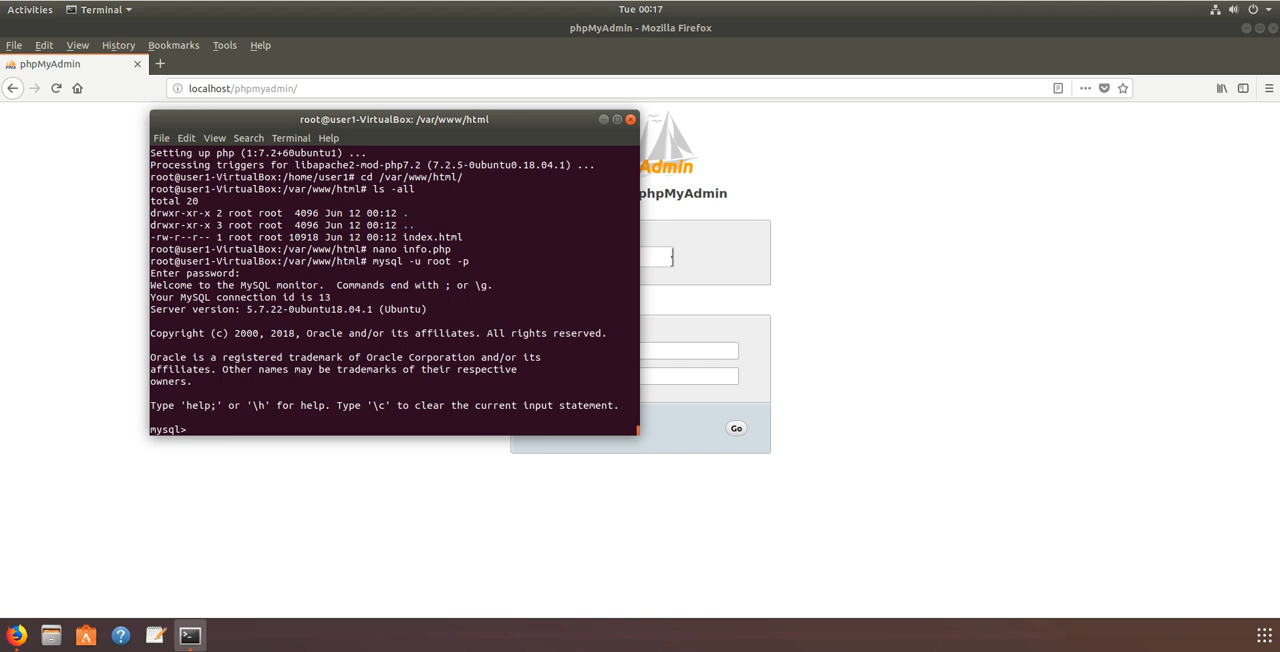 Activities Terminal Tue 00:17
phpMyAdmin - Mozilla Firefox
File Edit View History Bookmarks Tools Help
phpMyAdmin
localhost/phpmyadmin/
root@user1-VirtualBox: /var/www/html
File Edit View Search Terminal Help
Setting up php (1:7.2+60ubuntu1) ...
Processing triggers for libapache2-mod-php7.2 (7.2.5-0ubuntu0.18.04.1) ...
root@user1-VirtualBox:/home/user1# cd /var/www/html/
root@user1-VirtualBox:/var/www/html# ls -all
total 20
drwxr-xr-x 2 root root  4096 Jun 12 00:12 .
drwxr-xr-x 3 root root  4096 Jun 12 00:12 ..
-rw-r--r-- 1 root root 10918 Jun 12 00:12 index.html
root@user1-VirtualBox:/var/www/html# nano info.php
root@user1-VirtualBox:/var/www/html# mysql -u root -p
Enter password:
Welcome to the MySQL monitor.  Commands end with ; or \g.
Your MySQL connection id is 13
Server version: 5.7.22-0ubuntu18.04.1 (Ubuntu)
Copyright (c) 2000, 2018, Oracle and/or its affiliates. All rights reserved.
Oracle is a registered trademark of Oracle Corporation and/or its
affiliates. Other names may be trademarks of their respective
owners.
Type 'help;' or '\h' for help. Type '\c' to clear the current input statement.
mysql>
Admin
phpMyAdmin
Go